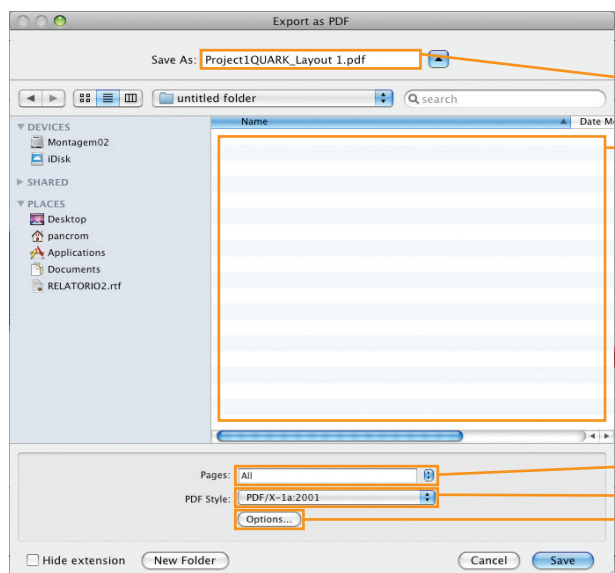 Export as PDF
Save As: Project1QUARK_Layout 1.pdf
untitled folder
search
Name
Date M
DEVICES
Montagem02
iDisk
SHARED
PLACES
Desktop
pancrom
Applications
Documents
RELATORIO2.rtf
Pages: All
PDF Style: PDF/X-1a:2001
Options...
Hide extension
New Folder
Cancel
Save